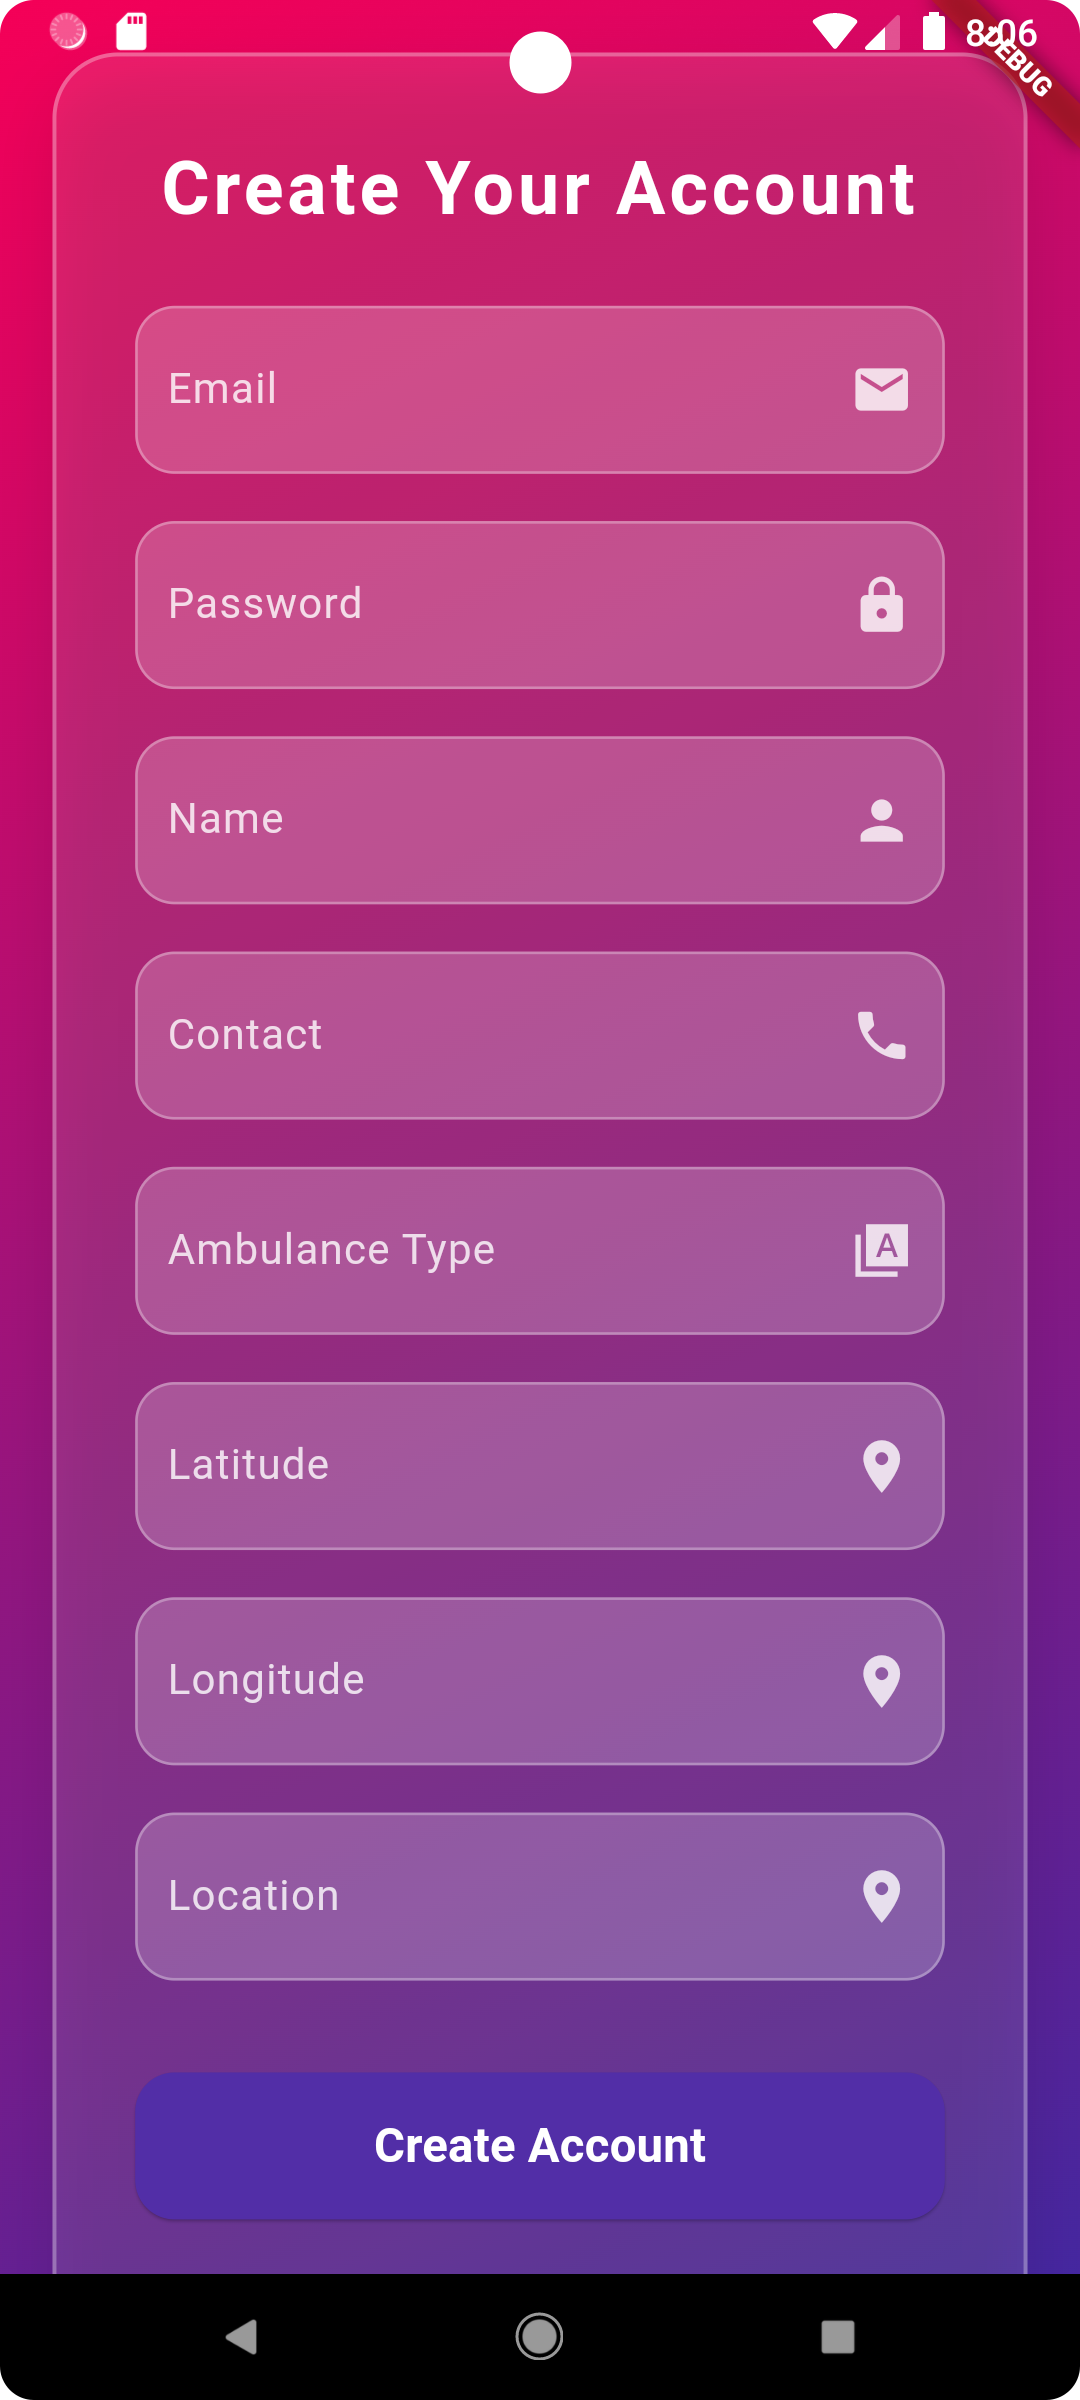 8:06
DEBUG
Create Your Account
Email
Password
Name
Contact
Ambulance Type
A
Latitude
Longitude
Location
Create Account